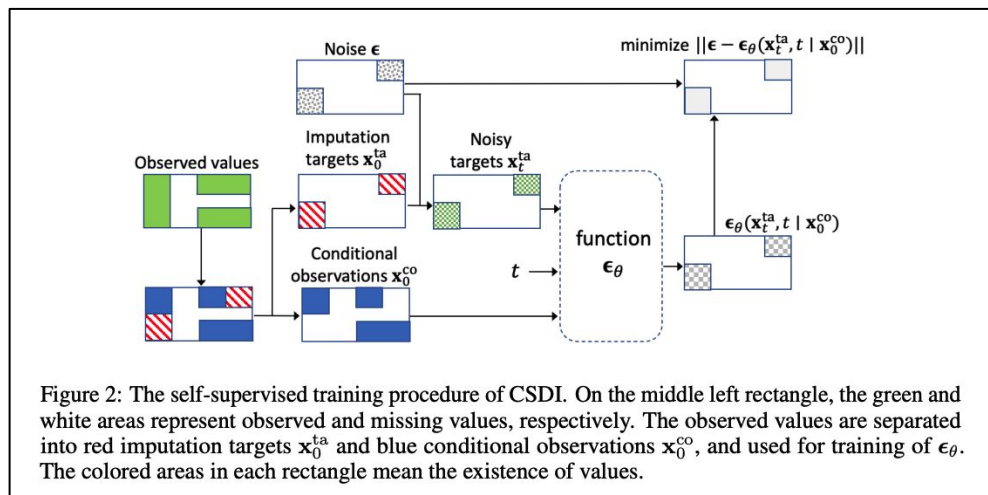 Noise ϵ
minimize ||ϵ − ϵθ(x_t^ta, t | x_0^co)||
Imputation
targets x_0^ta
Noisy
targets x_t^ta
Observed values
Conditional
observations x_0^co
t
function
ϵθ
ϵθ(x_t^ta, t | x_0^co)
Figure 2: The self-supervised training procedure of CSDI. On the middle left rectangle, the green and
white areas represent observed and missing values, respectively. The observed values are separated
into red imputation targets x_0^ta and blue conditional observations x_0^co, and used for training of ϵθ.
The colored areas in each rectangle mean the existence of values.